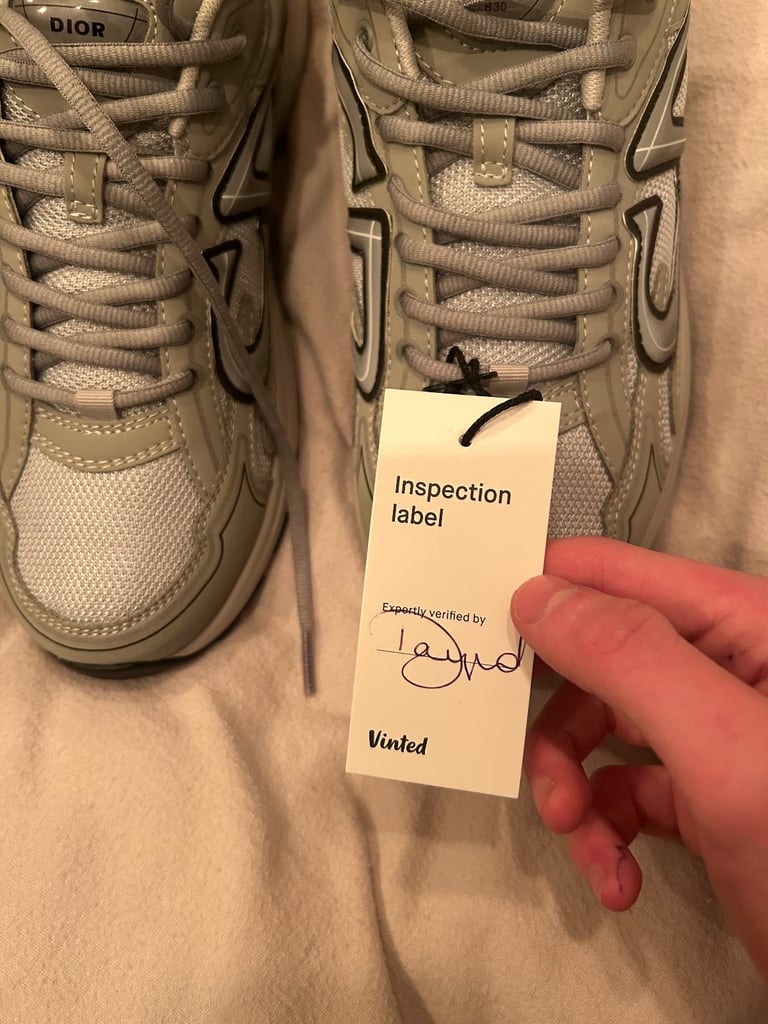 DIOR
B30
Inspection
label
Expertly verified by
Vinted